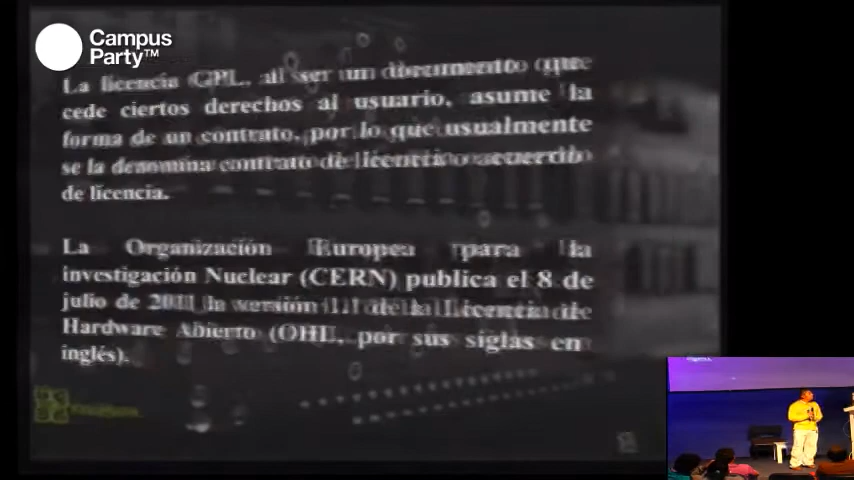 Campus
Party™
La licencia GPL, al ser un documento que
cede ciertos derechos al usuario, asume la
forma de un contrato, por lo que usualmente
se la denomina contrato de licencia o acuerdo
de licencia.
La Organización Europea para la
investigación Nuclear (CERN) publica el 8 de
julio de 2011 la versión 1.1 de la Licencia de
Hardware Abierto (OHL, por sus siglas en
inglés).